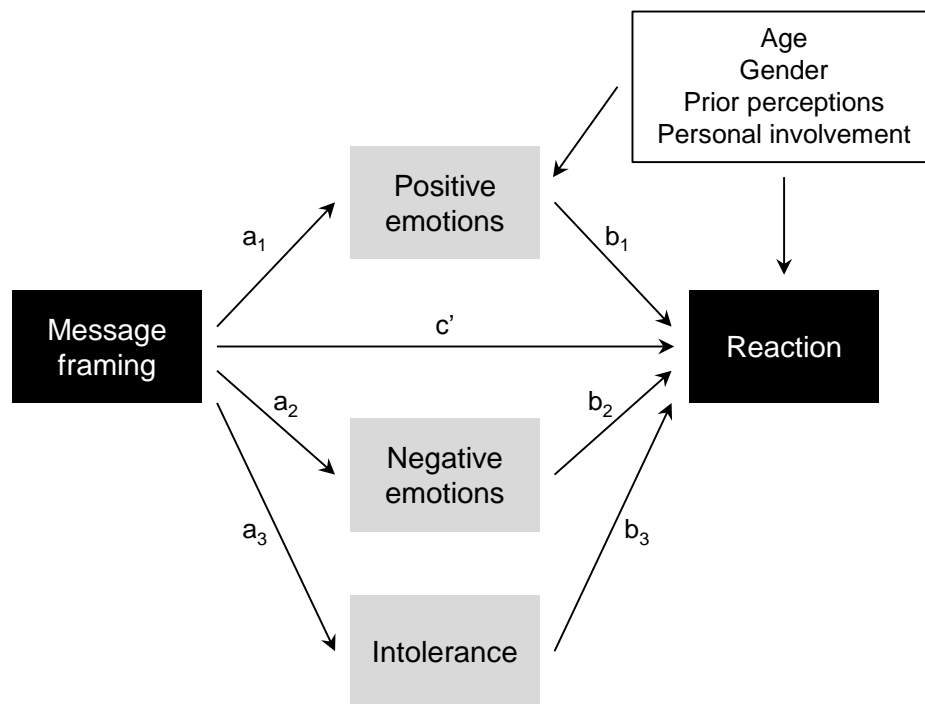 Age
Gender
Prior perceptions
Personal involvement
Positive
emotions
a₁
b₁
Message
framing
c’
Reaction
a₂
b₂
Negative
emotions
a₃
b₃
Intolerance